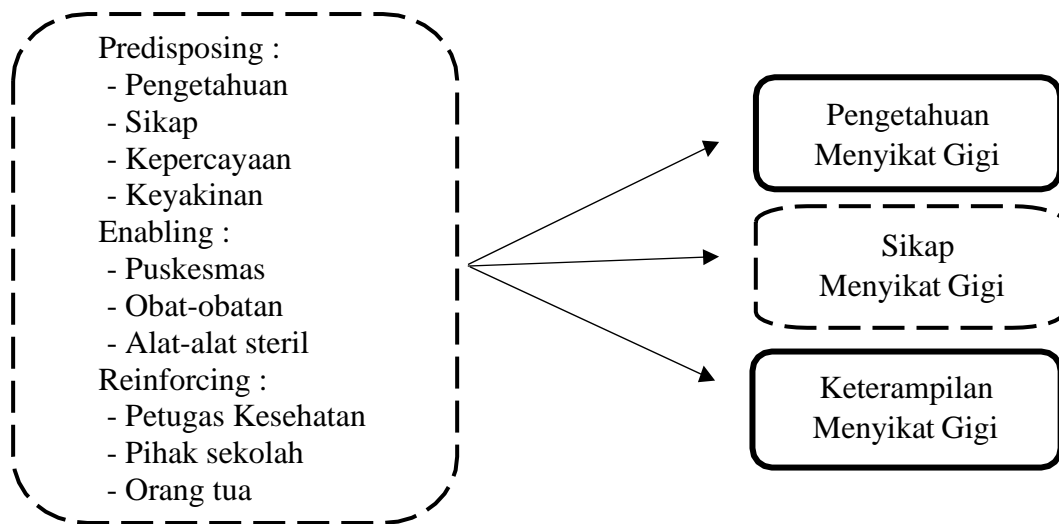 Predisposing :
- Pengetahuan
- Sikap
- Kepercayaan
- Keyakinan
Enabling :
- Puskesmas
- Obat-obatan
- Alat-alat steril
Reinforcing :
- Petugas Kesehatan
- Pihak sekolah
- Orang tua
Pengetahuan
Menyikat Gigi
Sikap
Menyikat Gigi
Keterampilan
Menyikat Gigi